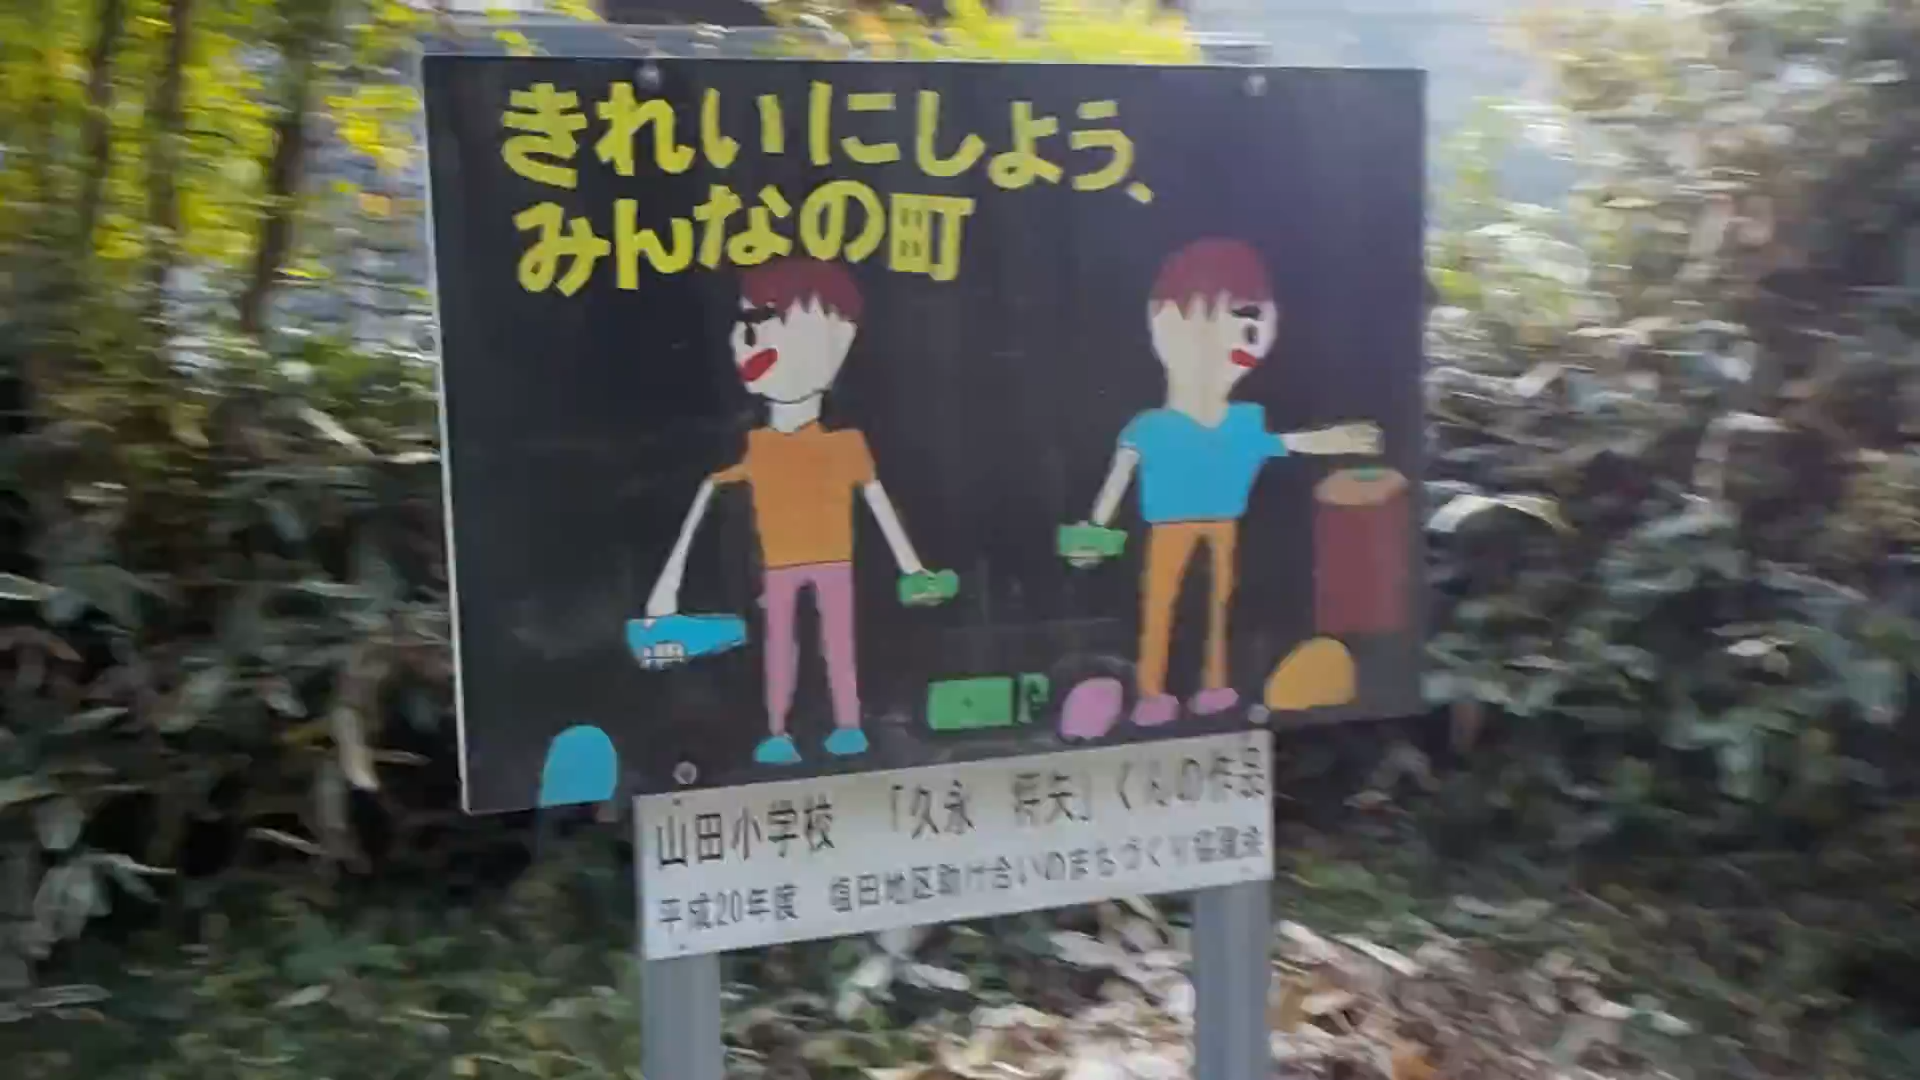 きれいにしよう、
みんなの町
山田小学校 「久永 将矢」くんの作品
平成20年度 塩田地区助け合いのまちづくり協議会